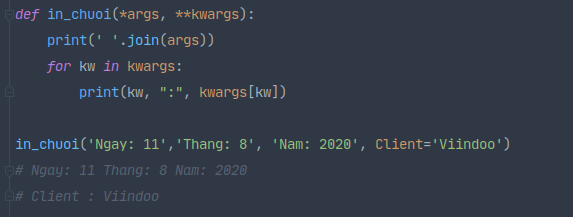 def in_chuoi(*args, **kwargs):
    print(' '.join(args))
    for kw in kwargs:
        print(kw, ":", kwargs[kw])

in_chuoi('Ngay: 11','Thang: 8', 'Nam: 2020', Client='Viindoo')
# Ngay: 11 Thang: 8 Nam: 2020
# Client : Viindoo